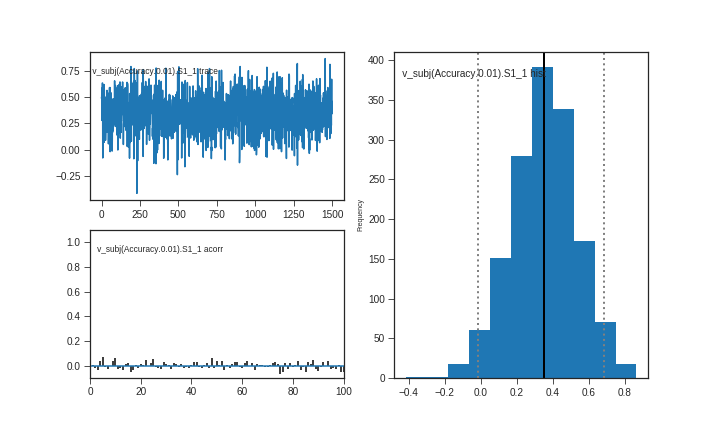 v_subj(Accuracy.0.01).S1_1 trace
0.75
0.50
0.25
0.00
−0.25
0 250 500 750 1000 1250 1500
v_subj(Accuracy.0.01).S1_1 acorr
1.0
0.8
0.6
0.4
0.2
0.0
0 20 40 60 80 100
v_subj(Accuracy.0.01).S1_1 hist
Frequency
400
350
300
250
200
150
100
50
0
−0.4 −0.2 0.0 0.2 0.4 0.6 0.8